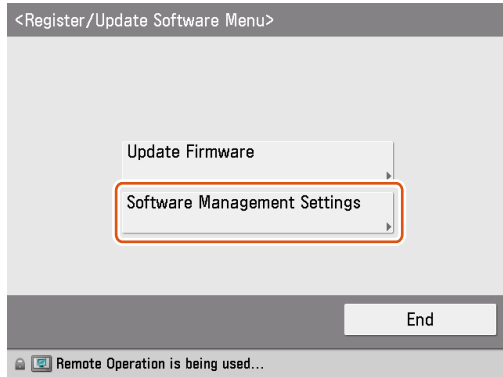 <Register/Update Software Menu>
Update Firmware
Software Management Settings
End
Remote Operation is being used...